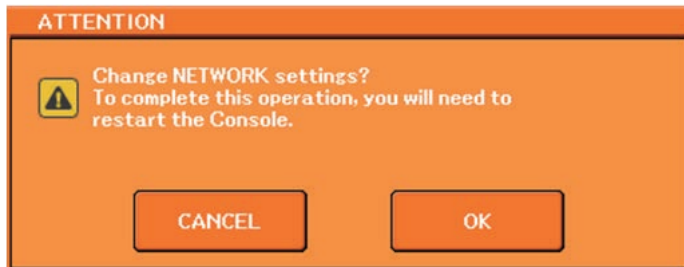 ATTENTION
Change NETWORK settings?
To complete this operation, you will need to
restart the Console.
CANCEL
OK